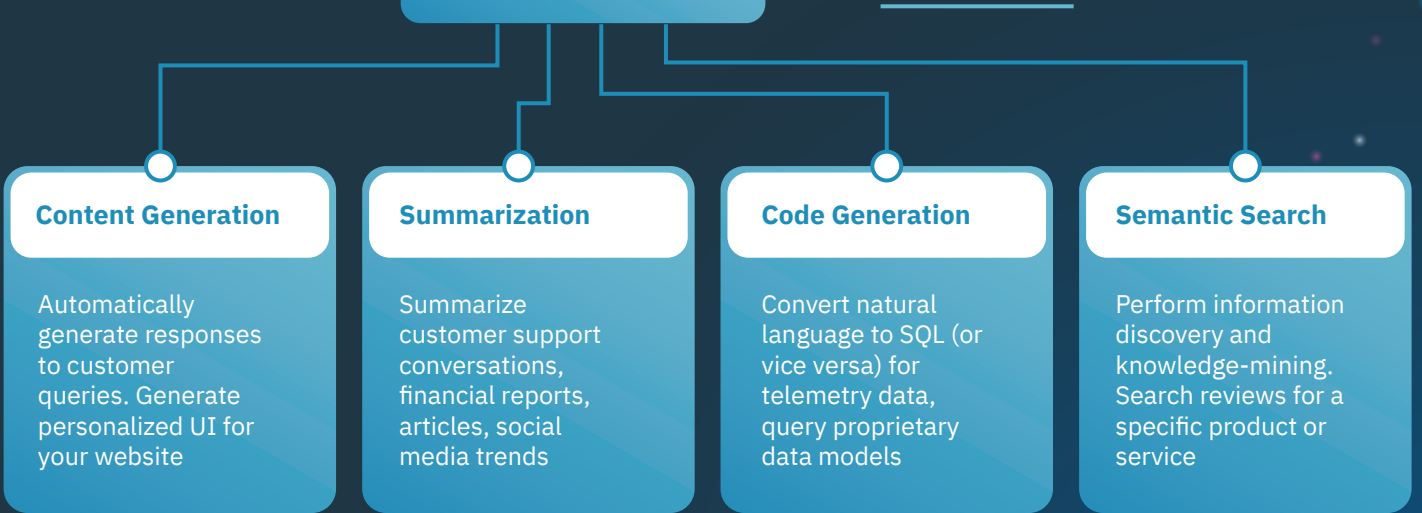 Content Generation
Automatically
generate responses
to customer
queries. Generate
personalized UI for
your website
Summarization
Summarize
customer support
conversations,
financial reports,
articles, social
media trends
Code Generation
Convert natural
language to SQL (or
vice versa) for
telemetry data,
query proprietary
data models
Semantic Search
Perform information
discovery and
knowledge-mining.
Search reviews for a
specific product or
service